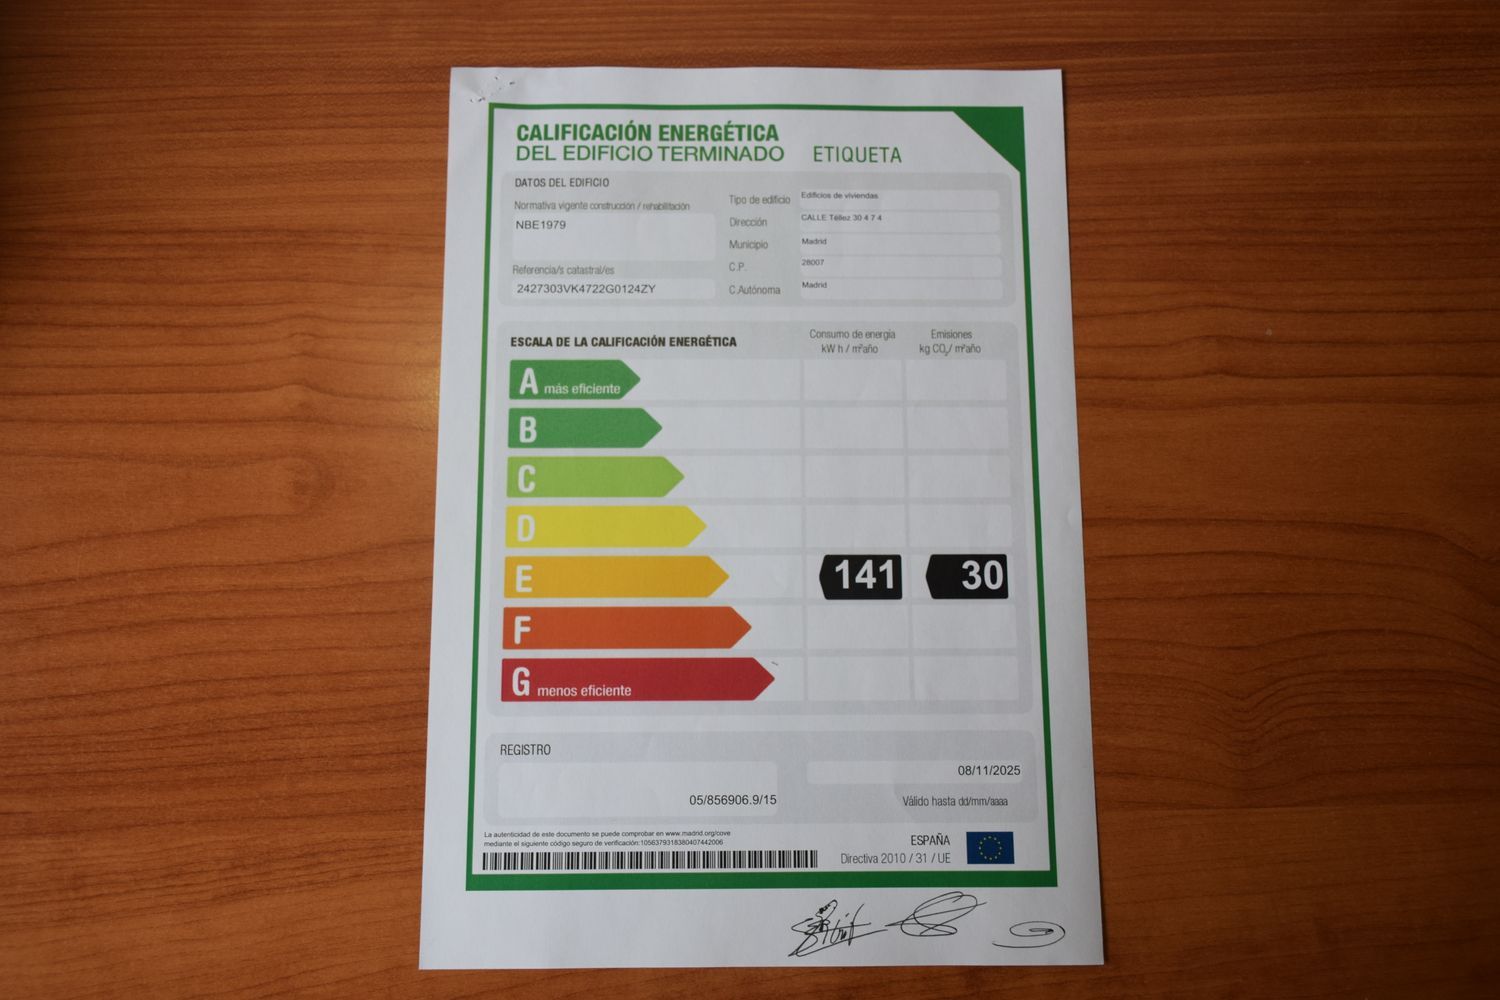 CALIFICACIÓN ENERGÉTICA
DEL EDIFICIO TERMINADO ETIQUETA
DATOS DEL EDIFICIO
Normativa vigente construcción / rehabilitación
NBE1979
Referencia/s catastral/es
2427303VK4722G0124ZY
Tipo de edificio Edificios de viviendas
Dirección CALLE Téllez 30 4 7 4
Municipio Madrid
C.P. 28007
C.Autónoma Madrid
ESCALA DE LA CALIFICACIÓN ENERGÉTICA
Consumo de energía
kW h / m²año
Emisiones
kg CO₂/ m²año
A más eficiente
B
C
D
E 141 30
F
G menos eficiente
REGISTRO
05/856906.9/15
08/11/2025
Válido hasta dd/mm/aaaa
La autenticidad de este documento se puede comprobar en www.madrid.org/cove
mediante el siguiente código seguro de verificación:1056379318380407442006
ESPAÑA
Directiva 2010 / 31 / UE